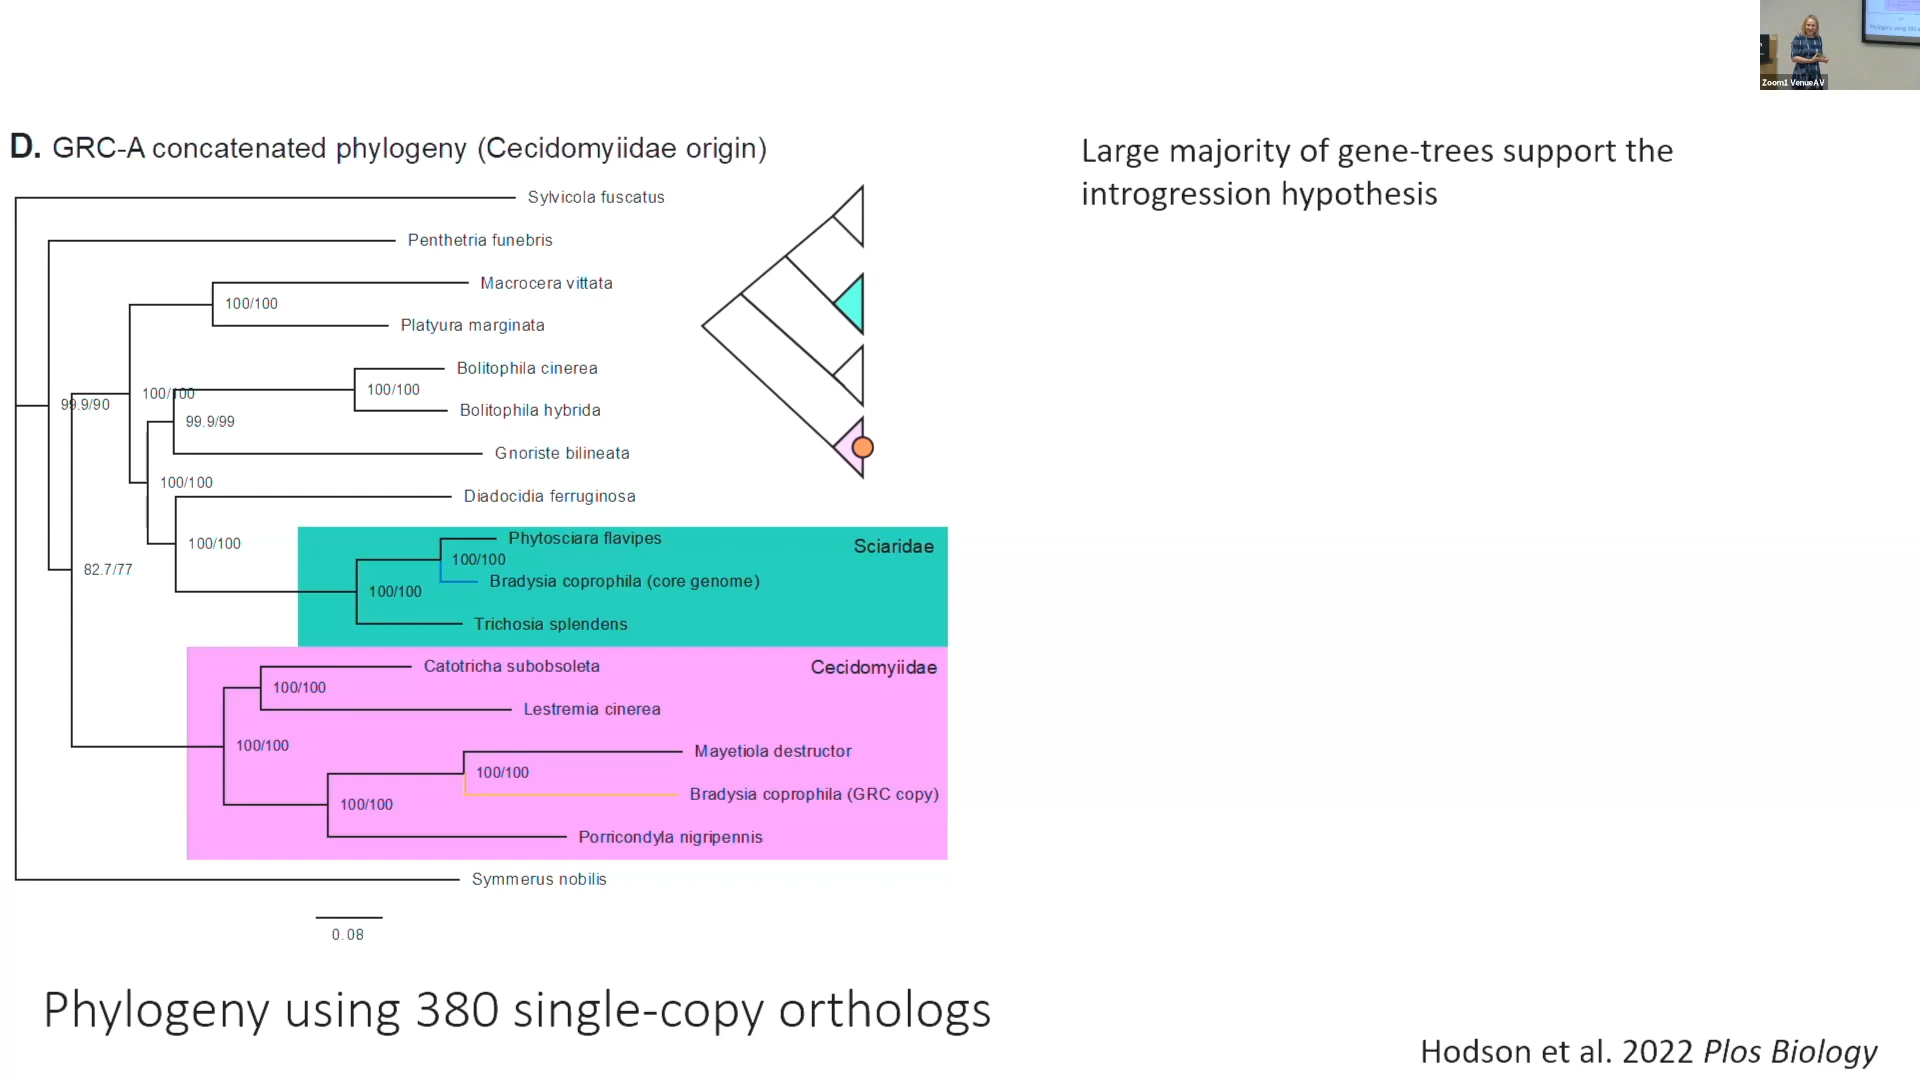 Zoom1 VenueAV
D. GRC-A concatenated phylogeny (Cecidomyiidae origin)
Large majority of gene-trees support the
introgression hypothesis
Sylvicola fuscatus
Penthetria funebris
Macrocera vittata
100/100
Platyura marginata
Bolitophila cinerea
100/100
100/100
99.9/90
Bolitophila hybrida
99.9/99
Gnoriste bilineata
100/100
Diadocidia ferruginosa
100/100
Phytosciara flavipes
Sciaridae
100/100
82.7/77
Bradysia coprophila (core genome)
100/100
Trichosia splendens
Catotricha subobsoleta
Cecidomyiidae
100/100
Lestremia cinerea
100/100
Mayetiola destructor
100/100
Bradysia coprophila (GRC copy)
100/100
Porricondyla nigripennis
Symmerus nobilis
0.08
Phylogeny using 380 single-copy orthologs
Hodson et al. 2022 Plos Biology